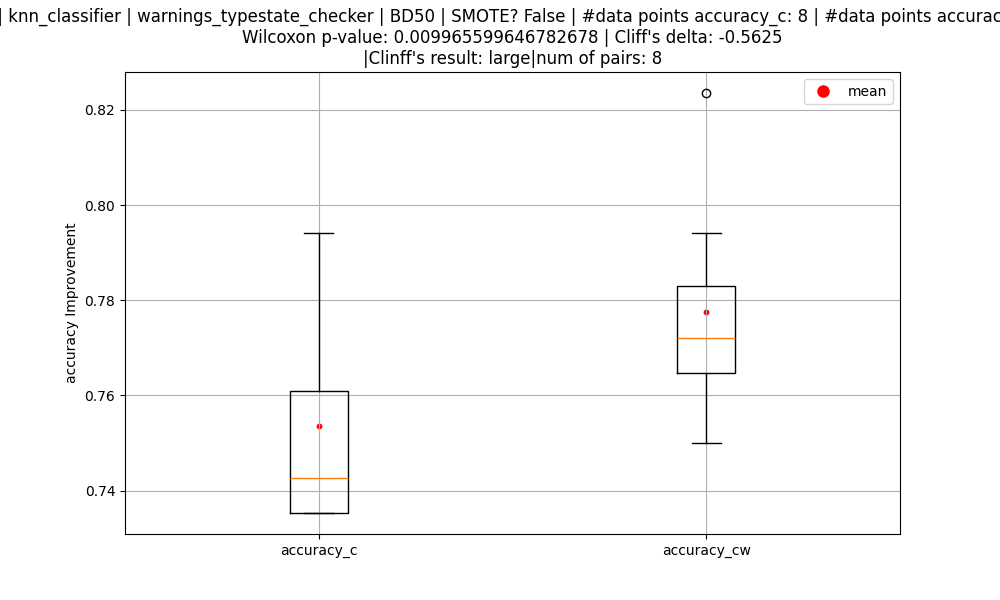 | knn_classifier | warnings_typestate_checker | BD50 | SMOTE? False | #data points accuracy_c: 8 | #data points
Wilcoxon p-value: 0.009965599646782678 | Cliff's delta: -0.5625
|Clinff's result: large|num of pairs: 8
mean
0.82
0.80
0.78
0.76
0.74
accuracy Improvement
accuracy_c accuracy_cw